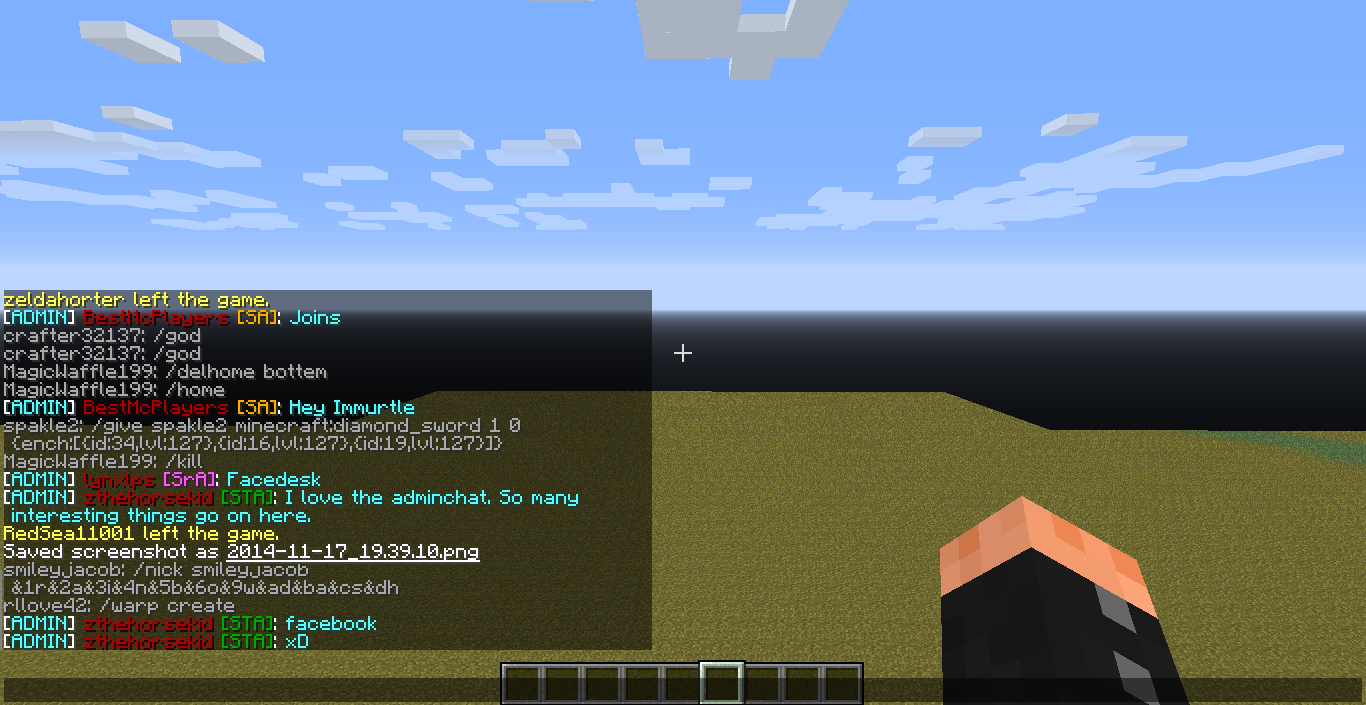 zeldahorter left the game.
[ADMIN] BestMcPlayers [SA]: Joins
crafter32137: /god
crafter32137: /god
MagicWaffle199: /delhome bottem
MagicWaffle199: /home
[ADMIN] BestMcPlayers [SA]: Hey Immurtle
spakle2: /give spakle2 minecraft:diamond_sword 1 0
{ench:[{id:34,lvl:127},{id:16,lvl:127},{id:19,lvl:127}]}
MagicWaffle199: /kill
[ADMIN] lynxlps [SrA]: Facedesk
[ADMIN] zthehorsekid [STA]: I love the adminchat. So many
interesting things go on here.
RedSea11001 left the game.
Saved screenshot as 2014-11-17_19.39.10.png
smileyjacob: /nick smileyjacob
&1r&2a&3i&4n&5b&6o&9w&ad&ba&cs&dh
rllove42: /warp create
[ADMIN] zthehorsekid [STA]: facebook
[ADMIN] zthehorsekid [STA]: xD